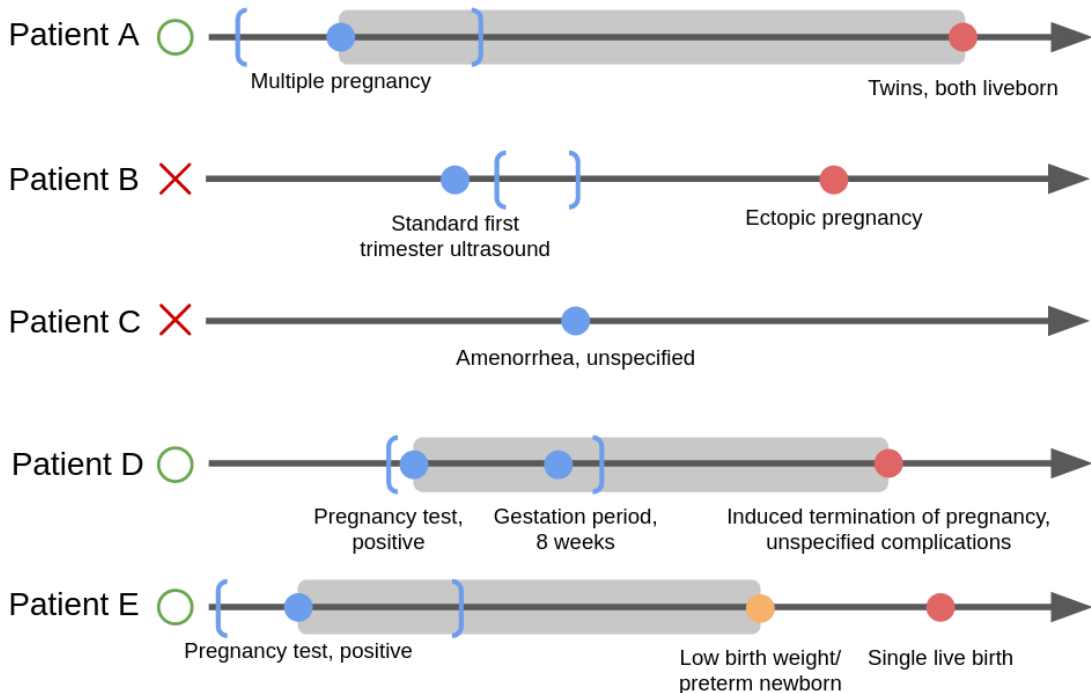 Patient A
Multiple pregnancy
Twins, both liveborn
Patient B
Standard first
trimester ultrasound
Ectopic pregnancy
Patient C
Amenorrhea, unspecified
Patient D
Pregnancy test,
positive
Gestation period,
8 weeks
Induced termination of pregnancy,
unspecified complications
Patient E
Pregnancy test, positive
Low birth weight/
preterm newborn
Single live birth